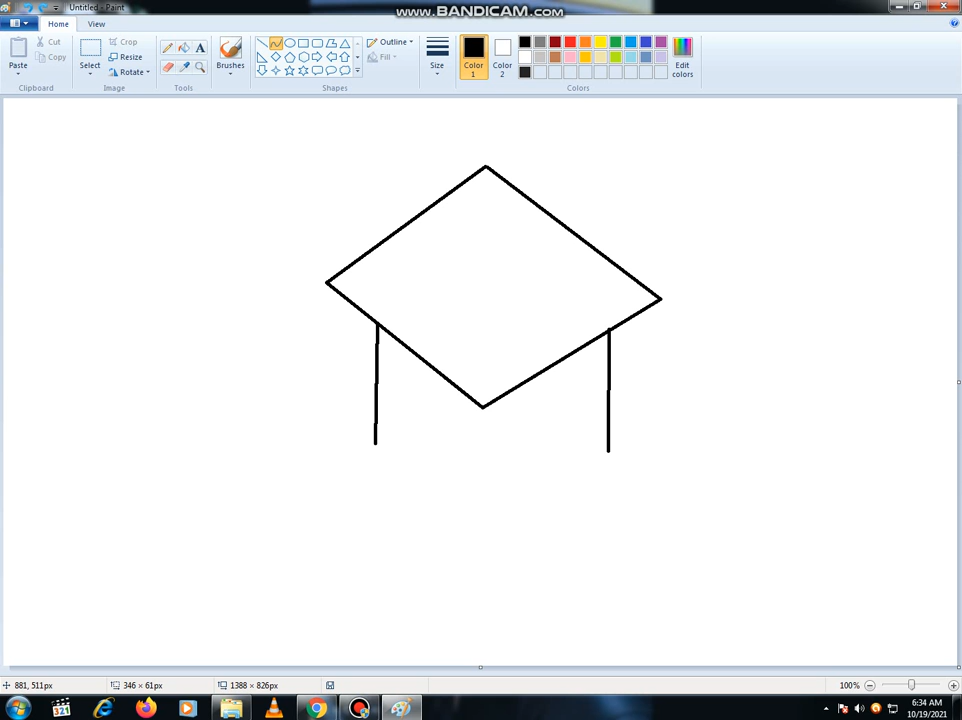 Untitled - Paint
www.BANDICAM.com
Home View
Paste
Cut
Copy
Clipboard
Select
Crop
Resize
Rotate
Image
A
Tools
Brushes
Outline
Fill
Shapes
Size
Color
1
Color
2
Edit
colors
Colors
881, 511px
346 × 61px
1388 × 826px
100%
321
6:34 AM
10/19/2021